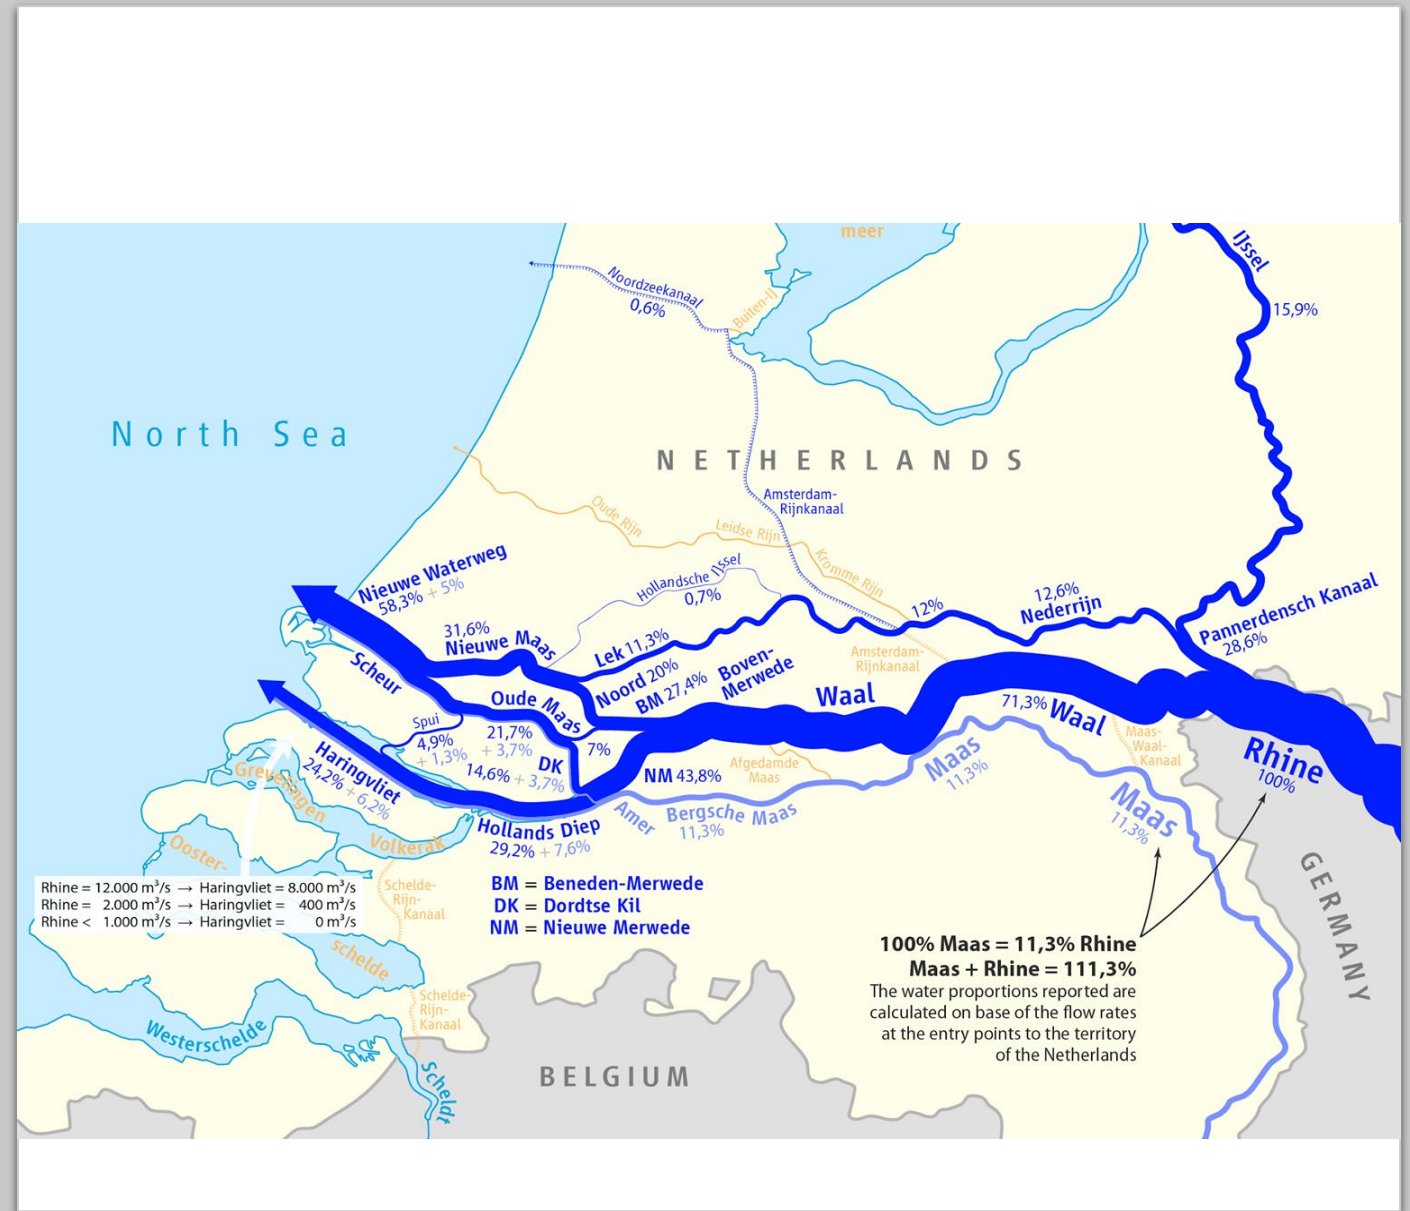 meer
IJssel
Noordzeekanaal
0,6%
Buiten-IJ
15,9%
North Sea
NETHERLANDS
Amsterdam-
Rijnkanaal
Oude Rijn
Leidse Rijn
Kromme Rijn
Nieuwe Waterweg
58,3% + 5%
Hollandsche IJssel
0,7%
12%
12,6%
Nederrijn
Pannerdensch Kanaal
28,6%
31,6%
Nieuwe Maas
Lek 11,3%
Amsterdam-
Rijnkanaal
Scheur
Noord 20%
BM 27,4%
Boven-
Merwede
Oude Maas
Waal
71,3% Waal
Spui
4,9%
+ 1,3%
21,7%
+ 3,7%
7%
14,6% + 3,7%
DK
NM 43,8%
Afgedamde
Maas
Maas
11,3%
Maas-
Waal-
Kanaal
Rhine
100%
Haringvliet
24,2% + 6,2%
Grevelingen
Amer
Bergsche Maas
11,3%
Maas
11,3%
Hollands Diep
29,2% + 7,6%
Volkerak
Ooster-
schelde
Rhine = 12.000 m³/s → Haringvliet = 8.000 m³/s
Rhine = 2.000 m³/s → Haringvliet = 400 m³/s
Rhine < 1.000 m³/s → Haringvliet = 0 m³/s
Schelde-
Rijn-
Kanaal
BM = Beneden-Merwede
DK = Dordtse Kil
NM = Nieuwe Merwede
GERMANY
100% Maas = 11,3% Rhine
Maas + Rhine = 111,3%
The water proportions reported are
calculated on base of the flow rates
at the entry points to the territory
of the Netherlands
Schelde-
Rijn-
Kanaal
Westerschelde
Scheldt
BELGIUM